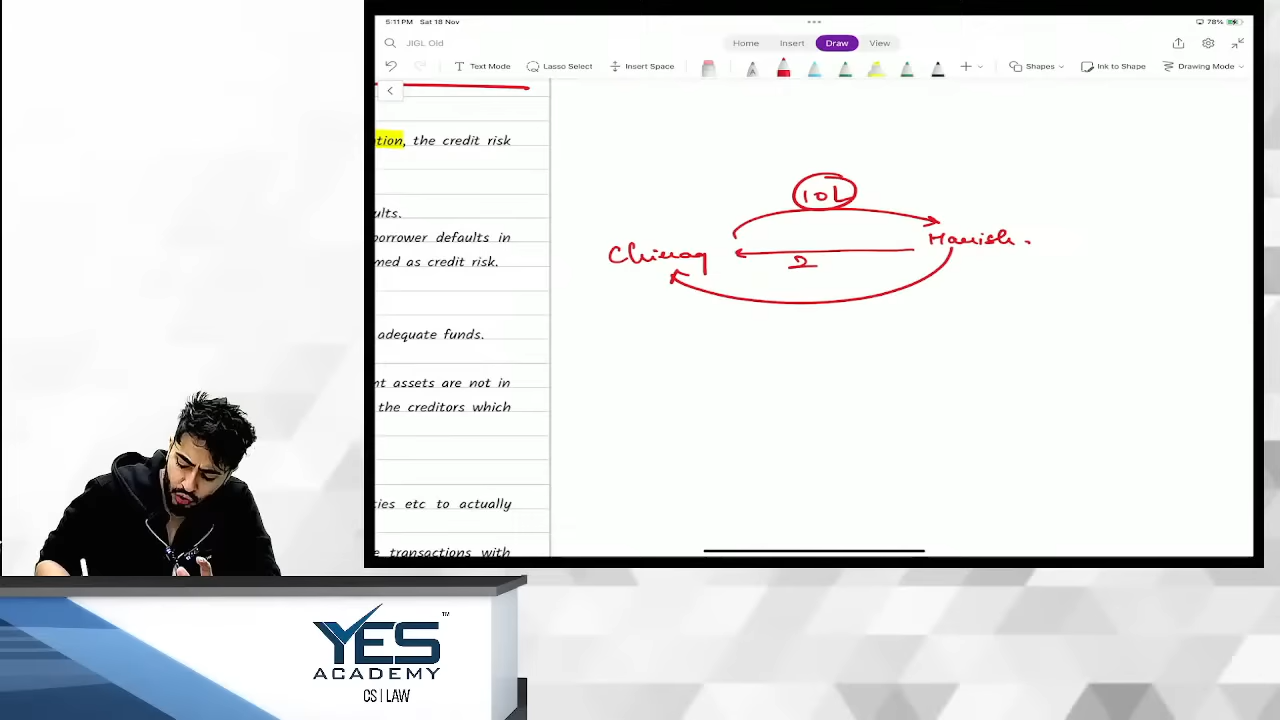 5:11PM Sat 18 Nov
78%
JIGL Old
Home Insert Draw View
Text Mode Lasso Select Insert Space Shapes Ink to Shape Drawing Mode
tion, the credit risk
ults.
borrower defaults in
med as credit risk.
adequate funds.
nt assets are not in
the creditors which
ties etc to actually
e transactions with
10L
Chirag
Manish.
2
YES
ACADEMY
CS | LAW
TM